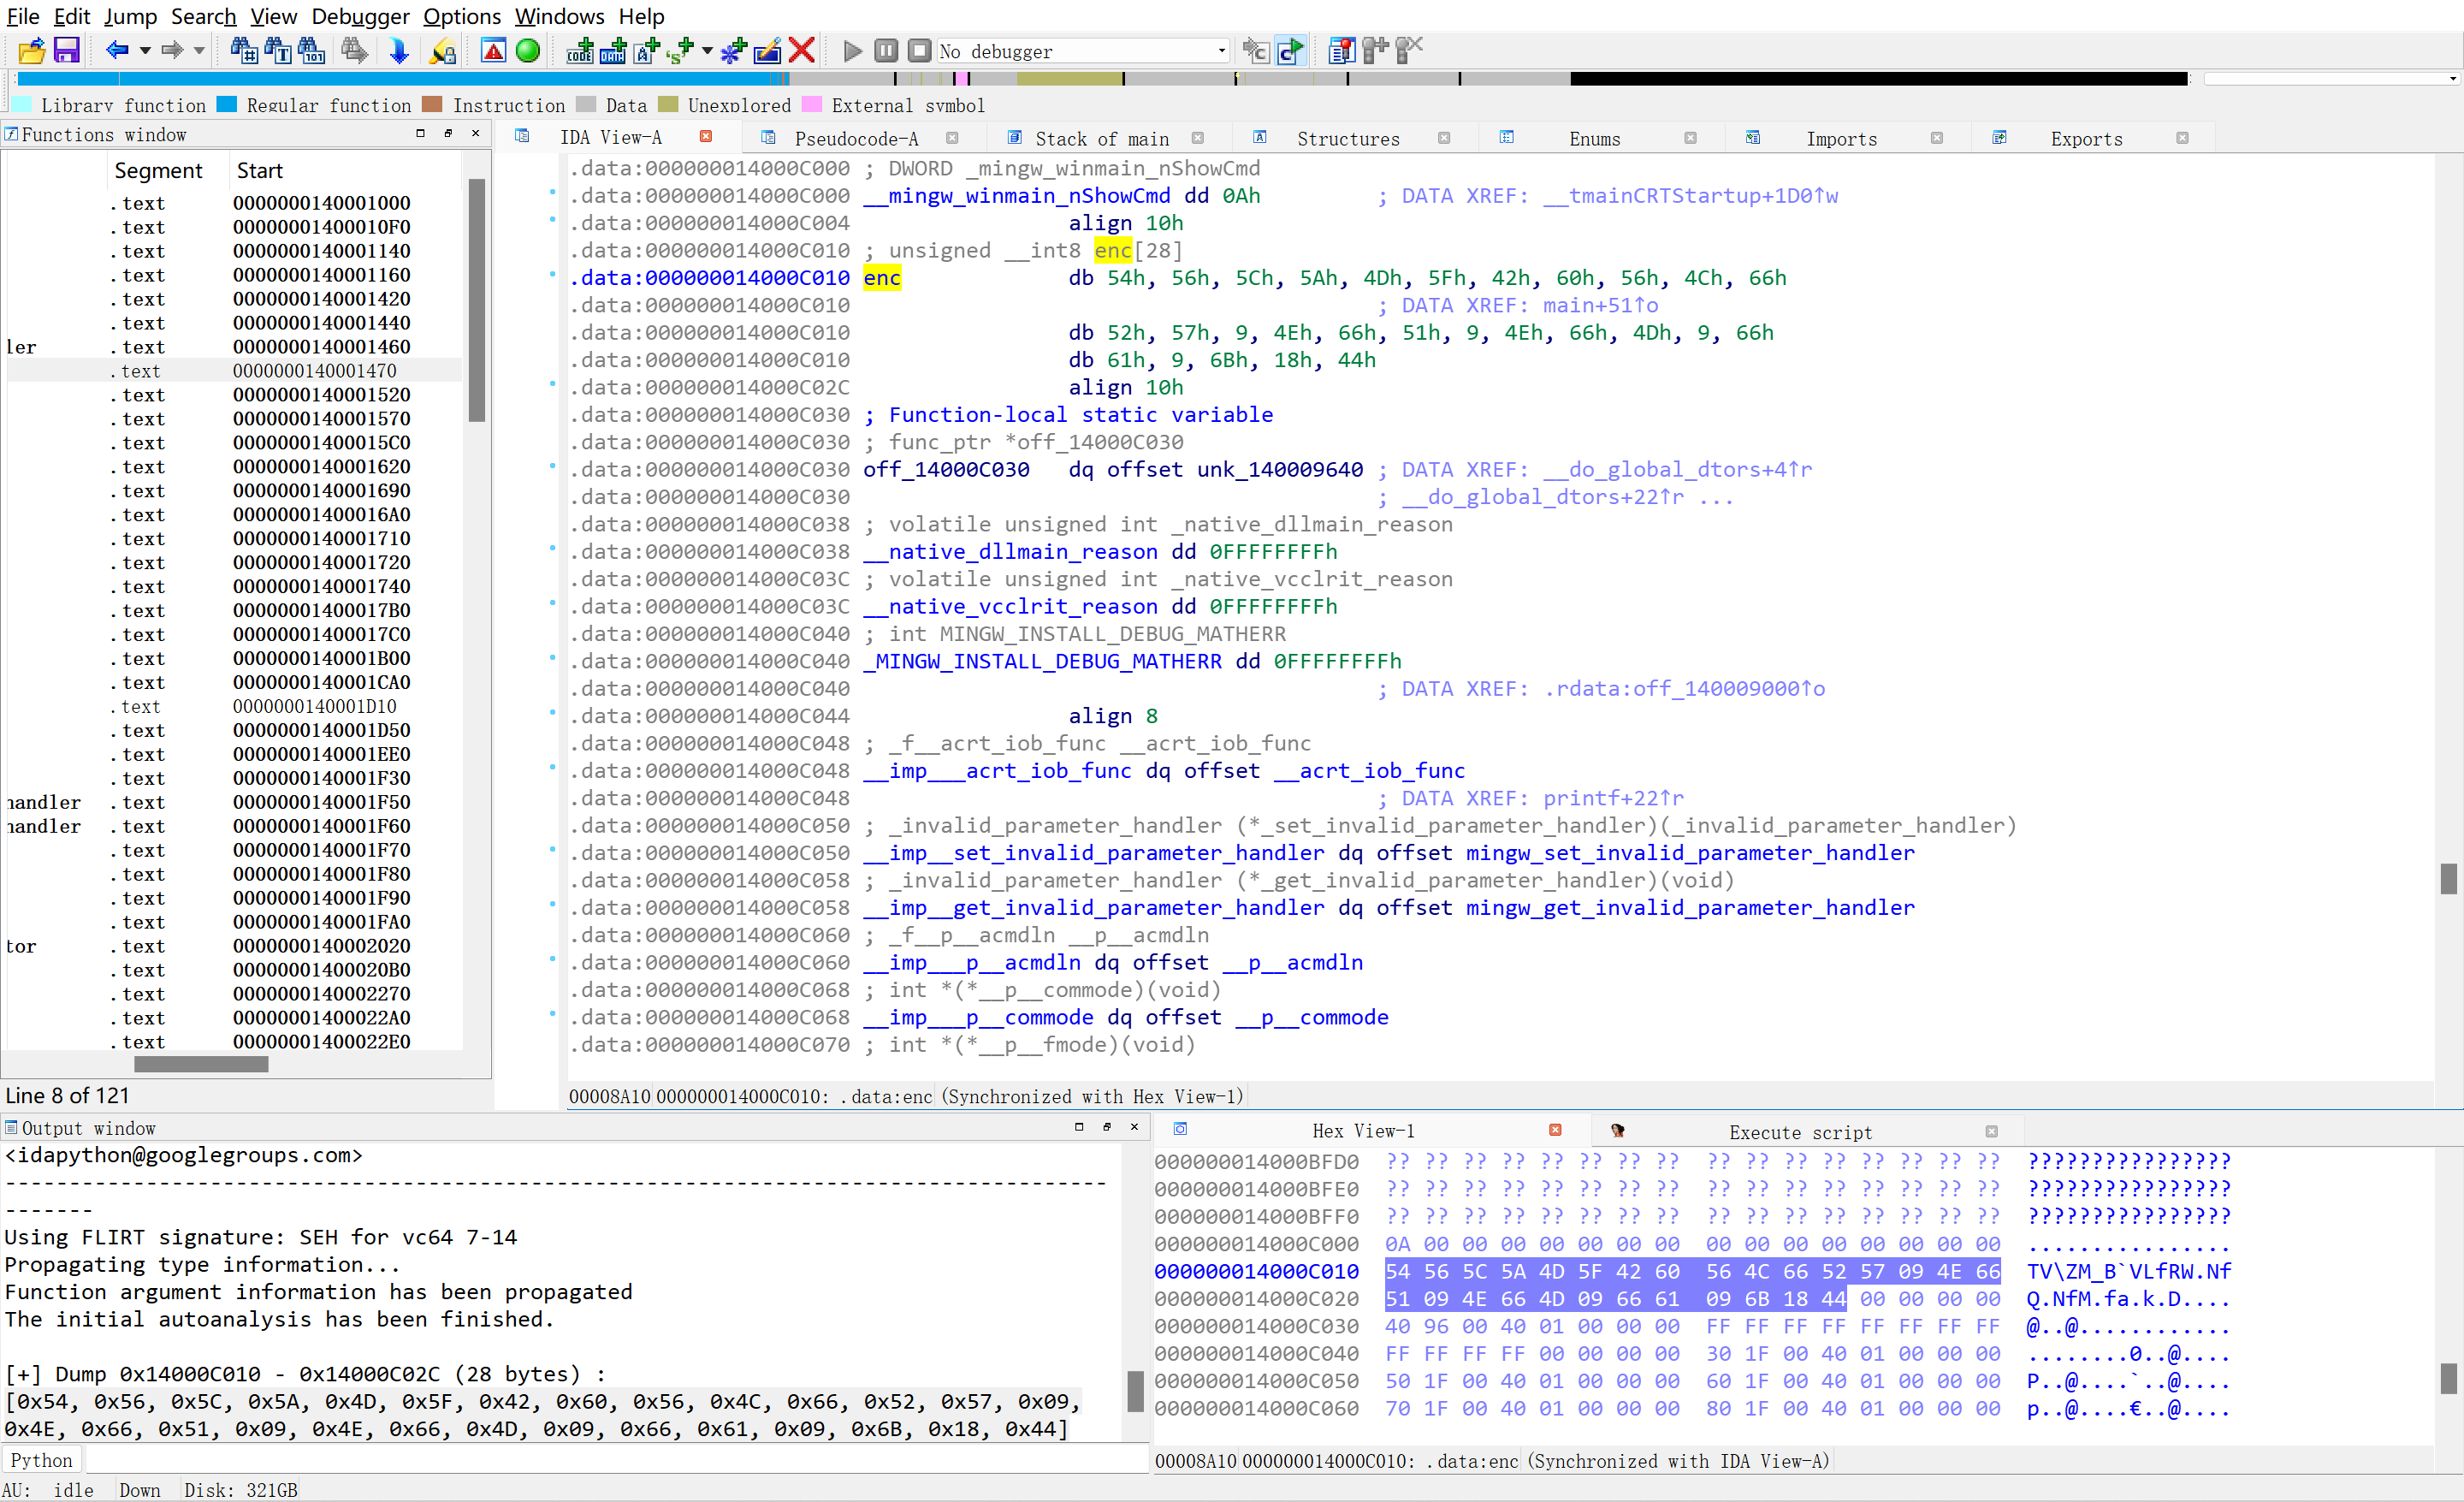 File Edit Jump Search View Debugger Options Windows Help
No debugger
Library function Regular function Instruction Data Unexplored External symbol
Functions window
Segment Start
.text 0000000140001000
.text 00000001400010F0
.text 0000000140001140
.text 0000000140001160
.text 0000000140001420
.text 0000000140001440
ler .text 0000000140001460
.text 0000000140001470
.text 0000000140001520
.text 0000000140001570
.text 00000001400015C0
.text 0000000140001620
.text 0000000140001690
.text 00000001400016A0
.text 0000000140001710
.text 0000000140001720
.text 0000000140001740
.text 00000001400017B0
.text 00000001400017C0
.text 0000000140001B00
.text 0000000140001CA0
.text 0000000140001D10
.text 0000000140001D50
.text 0000000140001EE0
.text 0000000140001F30
handler .text 0000000140001F50
handler .text 0000000140001F60
.text 0000000140001F70
.text 0000000140001F80
.text 0000000140001F90
.text 0000000140001FA0
tor .text 0000000140002020
.text 00000001400020B0
.text 0000000140002270
.text 00000001400022A0
.text 00000001400022E0
Line 8 of 121
IDA View-A Pseudocode-A Stack of main Structures Enums Imports Exports
.data:000000014000C000 ; DWORD _mingw_winmain_nShowCmd
.data:000000014000C000 __mingw_winmain_nShowCmd dd 0Ah ; DATA XREF: __tmainCRTStartup+1D0↑w
.data:000000014000C004 align 10h
.data:000000014000C010 ; unsigned __int8 enc[28]
.data:000000014000C010 enc db 54h, 56h, 5Ch, 5Ah, 4Dh, 5Fh, 42h, 60h, 56h, 4Ch, 66h
.data:000000014000C010 ; DATA XREF: main+51↑o
.data:000000014000C010 db 52h, 57h, 9, 4Eh, 66h, 51h, 9, 4Eh, 66h, 4Dh, 9, 66h
.data:000000014000C010 db 61h, 9, 6Bh, 18h, 44h
.data:000000014000C02C align 10h
.data:000000014000C030 ; Function-local static variable
.data:000000014000C030 ; func_ptr *off_14000C030
.data:000000014000C030 off_14000C030 dq offset unk_140009640 ; DATA XREF: __do_global_dtors+4↑r
.data:000000014000C030 ; __do_global_dtors+22↑r ...
.data:000000014000C038 ; volatile unsigned int _native_dllmain_reason
.data:000000014000C038 __native_dllmain_reason dd 0FFFFFFFFh
.data:000000014000C03C ; volatile unsigned int _native_vcclrit_reason
.data:000000014000C03C __native_vcclrit_reason dd 0FFFFFFFFh
.data:000000014000C040 ; int MINGW_INSTALL_DEBUG_MATHERR
.data:000000014000C040 _MINGW_INSTALL_DEBUG_MATHERR dd 0FFFFFFFFh
.data:000000014000C040 ; DATA XREF: .rdata:off_140009000↑o
.data:000000014000C044 align 8
.data:000000014000C048 ; _f__acrt_iob_func __acrt_iob_func
.data:000000014000C048 __imp___acrt_iob_func dq offset __acrt_iob_func
.data:000000014000C048 ; DATA XREF: printf+22↑r
.data:000000014000C050 ; _invalid_parameter_handler (*_set_invalid_parameter_handler)(_invalid_parameter_handler)
.data:000000014000C050 __imp__set_invalid_parameter_handler dq offset mingw_set_invalid_parameter_handler
.data:000000014000C058 ; _invalid_parameter_handler (*_get_invalid_parameter_handler)(void)
.data:000000014000C058 __imp__get_invalid_parameter_handler dq offset mingw_get_invalid_parameter_handler
.data:000000014000C060 ; _f__p__acmdln __p__acmdln
.data:000000014000C060 __imp___p__acmdln dq offset __p__acmdln
.data:000000014000C068 ; int *(*__p__commode)(void)
.data:000000014000C068 __imp___p__commode dq offset __p__commode
.data:000000014000C070 ; int *(*__p__fmode)(void)
00008A10 000000014000C010: .data:enc (Synchronized with Hex View-1)
Output window
<idapython@googlegroups.com>
--------------------------------------------------------------------------------------
-------
Using FLIRT signature: SEH for vc64 7-14
Propagating type information...
Function argument information has been propagated
The initial autoanalysis has been finished.
[+] Dump 0x14000C010 - 0x14000C02C (28 bytes) :
[0x54, 0x56, 0x5C, 0x5A, 0x4D, 0x5F, 0x42, 0x60, 0x56, 0x4C, 0x66, 0x52, 0x57, 0x09,
0x4E, 0x66, 0x51, 0x09, 0x4E, 0x66, 0x4D, 0x09, 0x66, 0x61, 0x09, 0x6B, 0x18, 0x44]
Python
AU: idle Down Disk: 321GB
Hex View-1 Execute script
000000014000BFD0 ?? ?? ?? ?? ?? ?? ?? ?? ?? ?? ?? ?? ?? ?? ?? ?? ????????????????
000000014000BFE0 ?? ?? ?? ?? ?? ?? ?? ?? ?? ?? ?? ?? ?? ?? ?? ?? ????????????????
000000014000BFF0 ?? ?? ?? ?? ?? ?? ?? ?? ?? ?? ?? ?? ?? ?? ?? ?? ????????????????
000000014000C000 0A 00 00 00 00 00 00 00 00 00 00 00 00 00 00 00 ................
000000014000C010 54 56 5C 5A 4D 5F 42 60 56 4C 66 52 57 09 4E 66 TV\ZM_B`VLfRW.Nf
000000014000C020 51 09 4E 66 4D 09 66 61 09 6B 18 44 00 00 00 00 Q.NfM.fa.k.D....
000000014000C030 40 96 00 40 01 00 00 00 FF FF FF FF FF FF FF FF @..@............
000000014000C040 FF FF FF FF 00 00 00 00 30 1F 00 40 01 00 00 00 ........0..@....
000000014000C050 50 1F 00 40 01 00 00 00 60 1F 00 40 01 00 00 00 P..@....`..@....
000000014000C060 70 1F 00 40 01 00 00 00 80 1F 00 40 01 00 00 00 p..@....€..@....
00008A10 000000014000C010: .data:enc (Synchronized with IDA View-A)